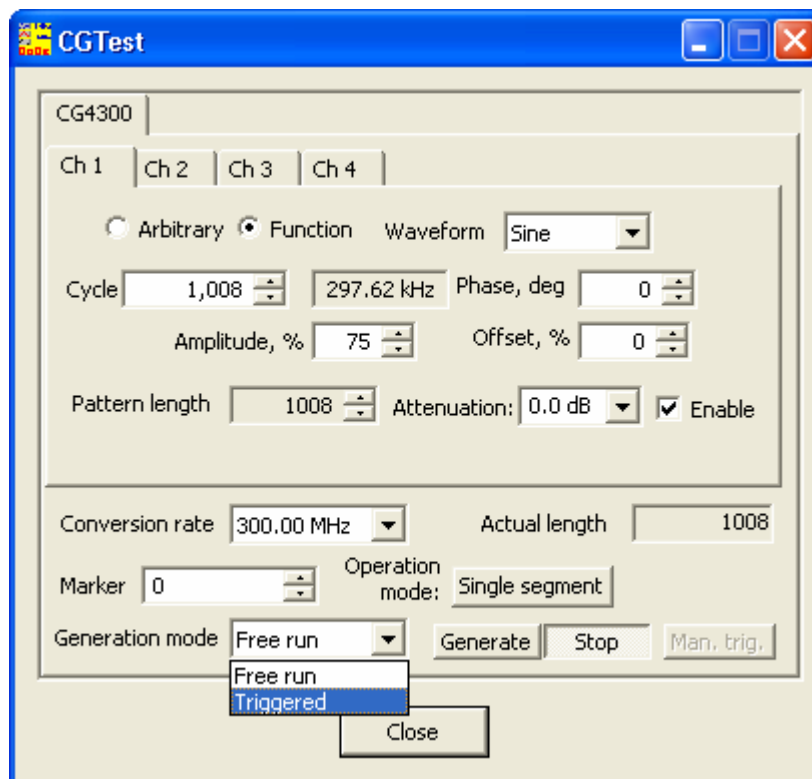 CGTest
CG4300
Ch 1 Ch 2 Ch 3 Ch 4
Arbitrary Function Waveform Sine
Cycle 1,008 297.62 kHz Phase, deg 0
Amplitude, % 75 Offset, % 0
Pattern length 1008 Attenuation: 0.0 dB Enable
Conversion rate 300.00 MHz Actual length 1008
Marker 0 Operation mode: Single segment
Generation mode Free run Generate Stop Man. trig.
Free run
Triggered
Close